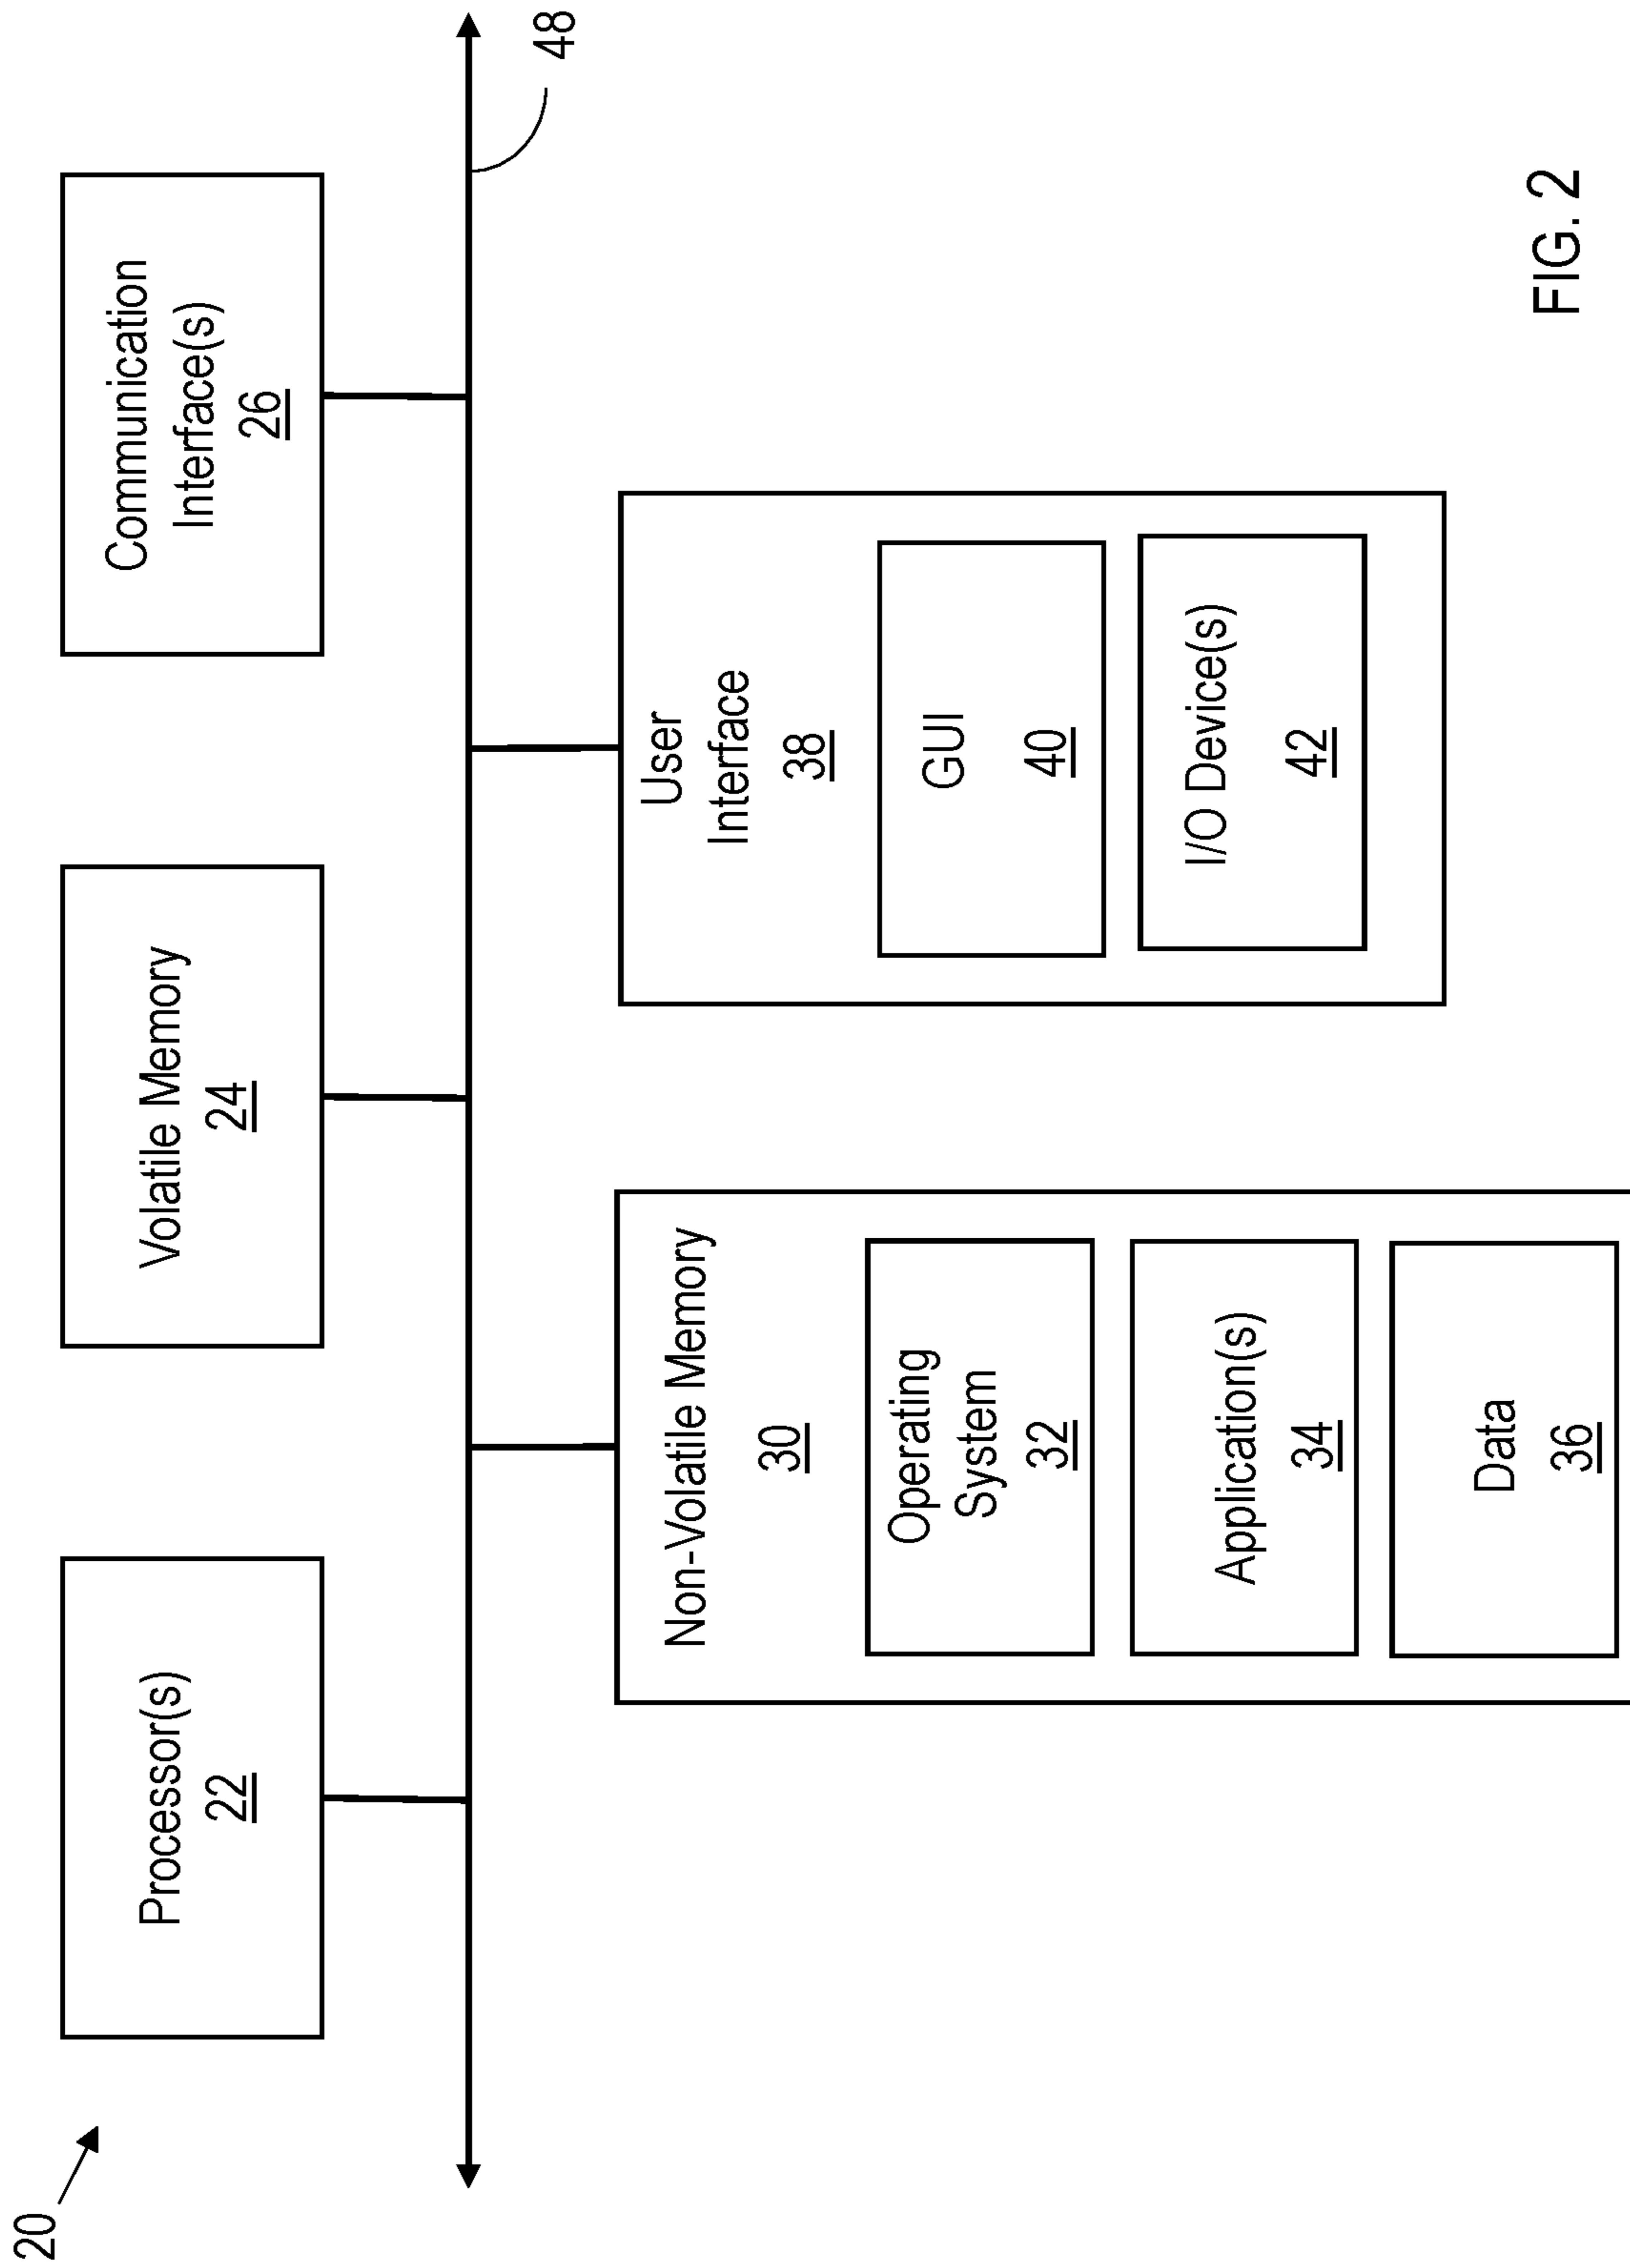 20
Processor(s)
22
Volatile Memory
24
Communication
Interface(s)
26
48
Non-Volatile Memory
30
Operating
System
32
Application(s)
34
Data
36
User
Interface
38
GUI
40
I/O Device(s)
42
FIG. 2